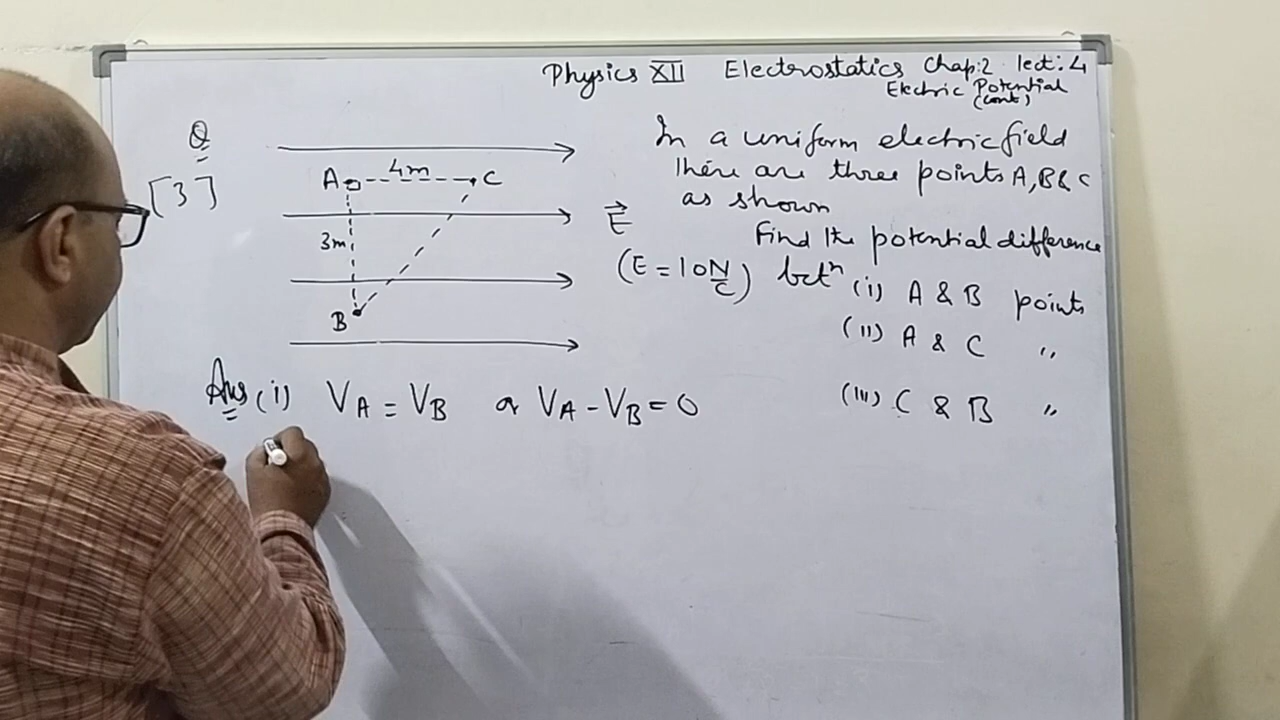 Physics XII Electrostatics Chap:2 lect:4
Electric Potential
(cont)
Q
[3]
A 4m C
3m
B
E
(E = 10 N/C)
In a uniform electric field
there are three points A, B & C
as shown
Find the potential difference
betn (i) A & B points
(ii) A & C "
(iii) C & B "
Ans (i) VA = VB or VA - VB = 0